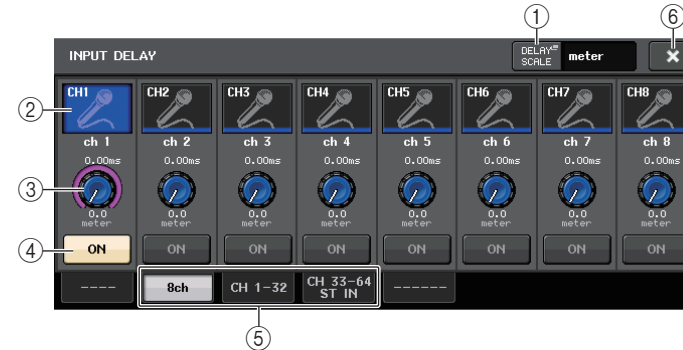 ① ⑥
INPUT DELAY DELAY SCALE meter ×
② CH1 CH2 CH3 CH4 CH5 CH6 CH7 CH8
ch 1 ch 2 ch 3 ch 4 ch 5 ch 6 ch 7 ch 8
0.00ms 0.00ms 0.00ms 0.00ms 0.00ms 0.00ms 0.00ms 0.00ms
③
0.0 0.0 0.0 0.0 0.0 0.0 0.0 0.0
meter meter meter meter meter meter meter meter
④ ON ON ON ON ON ON ON ON
---- 8ch CH 1-32 CH 33-64 ST IN ------
⑤